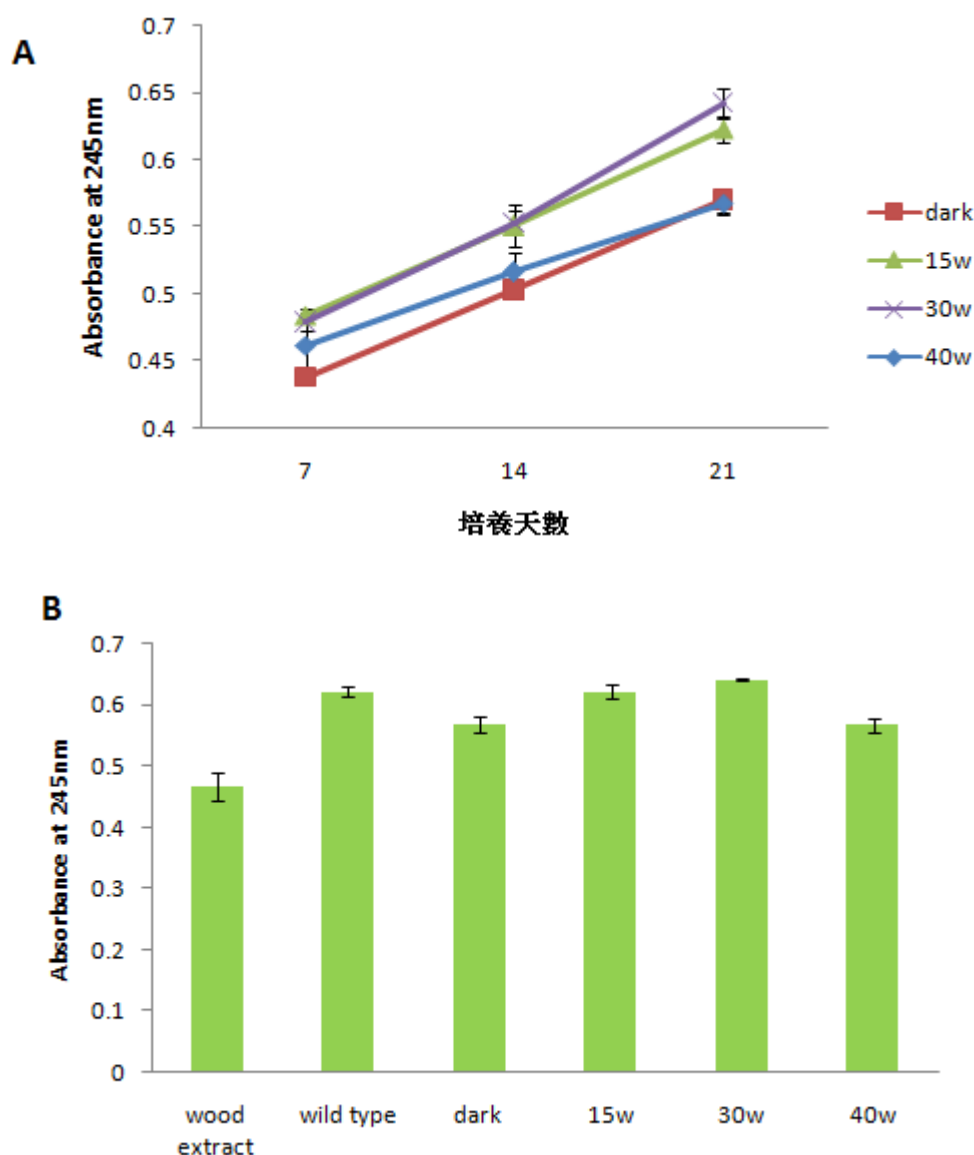 A
Absorbance at 245nm
0.7
0.65
0.6
0.55
0.5
0.45
0.4
7 14 21
培養天數
dark
15w
30w
40w
B
Absorbance at 245nm
0.7
0.6
0.5
0.4
0.3
0.2
0.1
0
wood extract wild type dark 15w 30w 40w